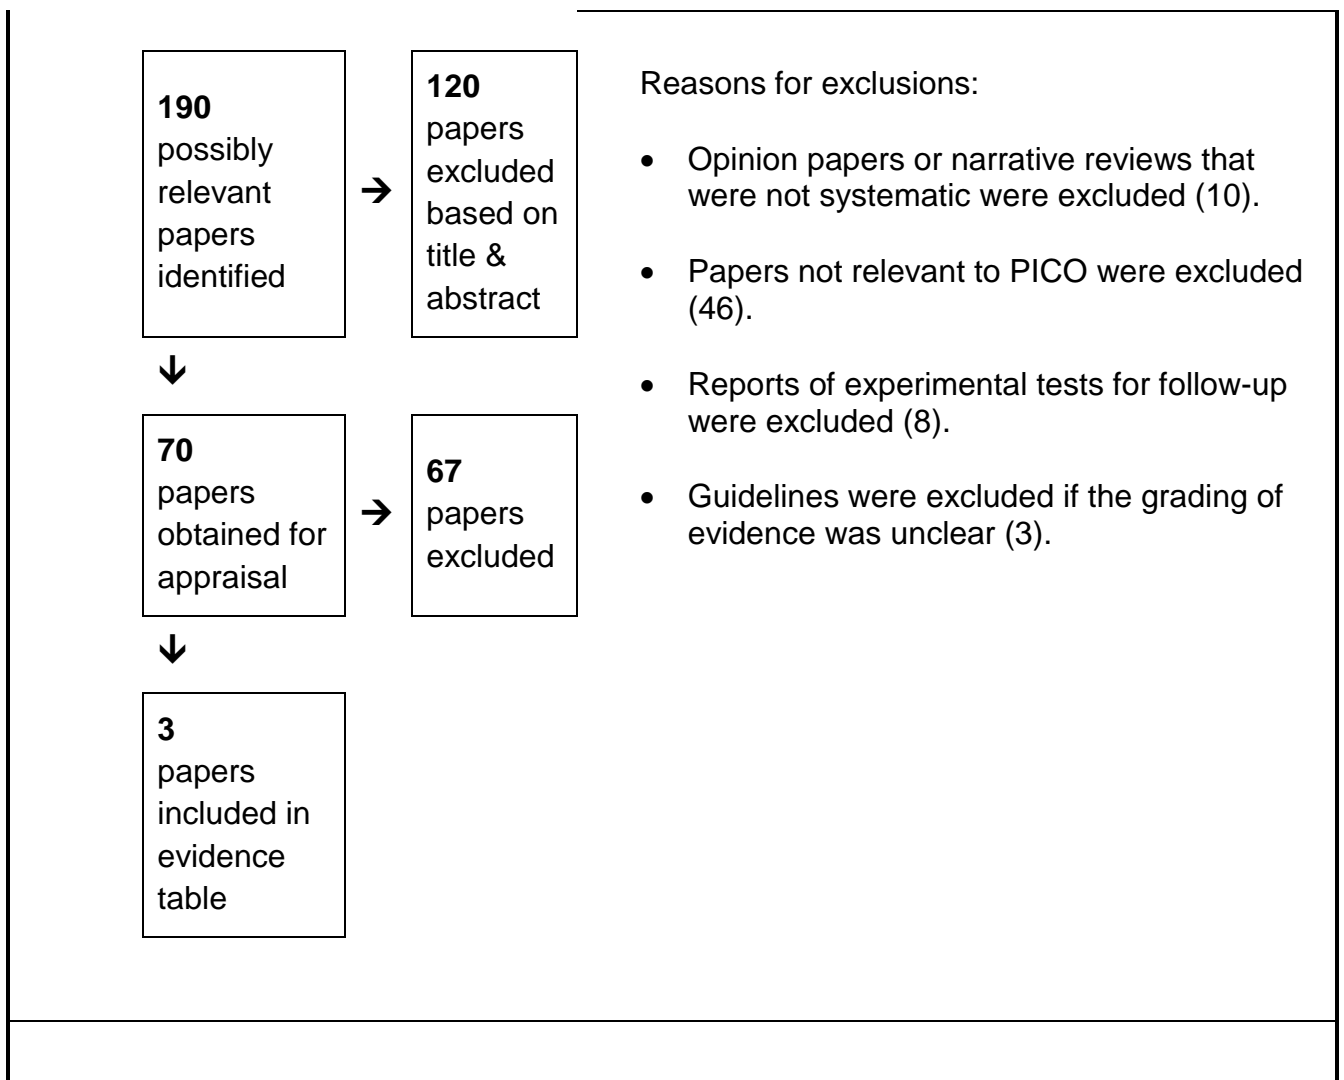 190
possibly
relevant
papers
identified
➔
120
papers
excluded
based on
title &
abstract
🡻
70
papers
obtained for
appraisal
➔
67
papers
excluded
🡻
3
papers
included in
evidence
table
Reasons for exclusions:
• Opinion papers or narrative reviews that
were not systematic were excluded (10).
• Papers not relevant to PICO were excluded
(46).
• Reports of experimental tests for follow-up
were excluded (8).
• Guidelines were excluded if the grading of
evidence was unclear (3).